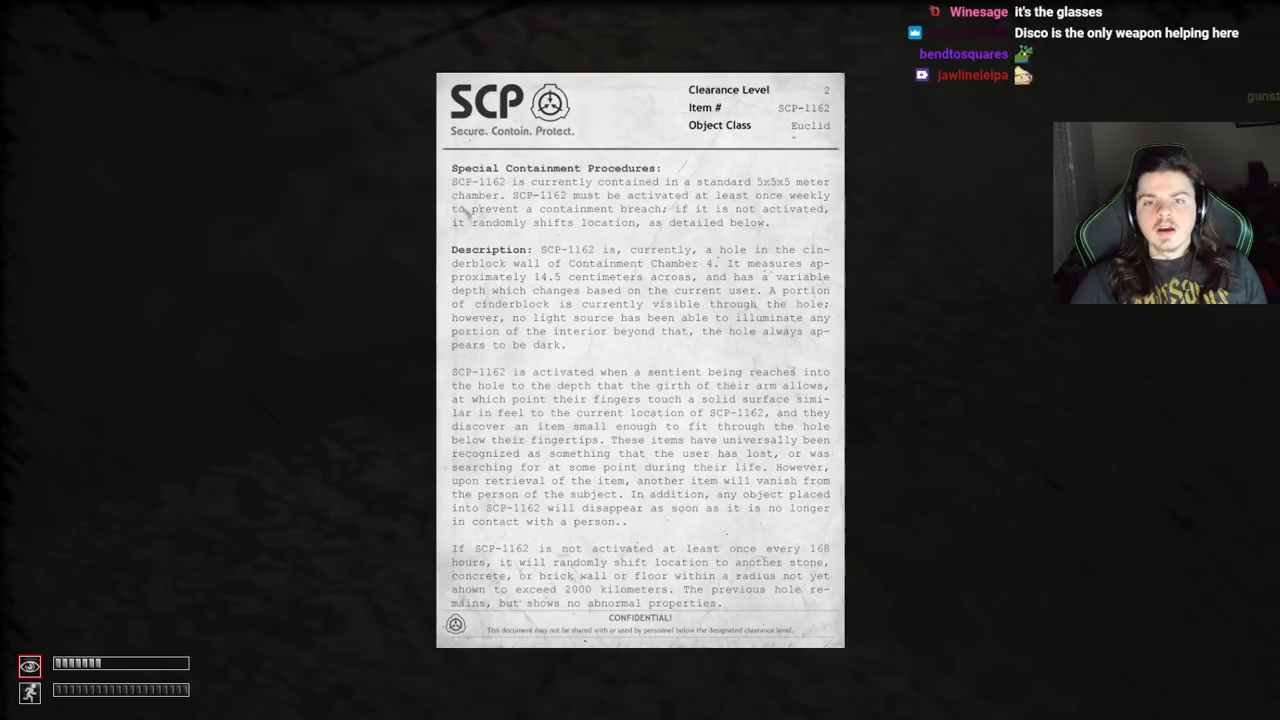 Winesage it's the glasses
Disco is the only weapon helping here
bendtosquares
jawlineleipa
gunst
SCP
Secure. Contain. Protect.
Clearance Level 2
Item # SCP-1162
Object Class Euclid
-
Special Containment Procedures:
SCP-1162 is currently contained in a standard 5x5x5 meter
chamber. SCP-1162 must be activated at least once weekly
to prevent a containment breach; if it is not activated,
it randomly shifts location, as detailed below.
Description: SCP-1162 is, currently, a hole in the cin-
derblock wall of Containment Chamber 4. It measures ap-
proximately 14.5 centimeters across, and has a variable
depth which changes based on the current user. A portion
of cinderblock is currently visible through the hole;
however, no light source has been able to illuminate any
portion of the interior beyond that, the hole always ap-
pears to be dark.
SCP-1162 is activated when a sentient being reaches into
the hole to the depth that the girth of their arm allows,
at which point their fingers touch a solid surface simi-
lar in feel to the current location of SCP-1162, and they
discover an item small enough to fit through the hole
below their fingertips. These items have universally been
recognized as something that the user has lost, or was
searching for at some point during their life. However,
upon retrieval of the item, another item will vanish from
the person of the subject. In addition, any object placed
into SCP-1162 will disappear as soon as it is no longer
in contact with a person..
If SCP-1162 is not activated at least once every 168
hours, it will randomly shift location to another stone,
concrete, or brick wall or floor within a radius not yet
shown to exceed 2000 kilometers. The previous hole re-
mains, but shows no abnormal properties.
CONFIDENTIAL!
This document may not be shared with or used by personnel below the designated clearance level.